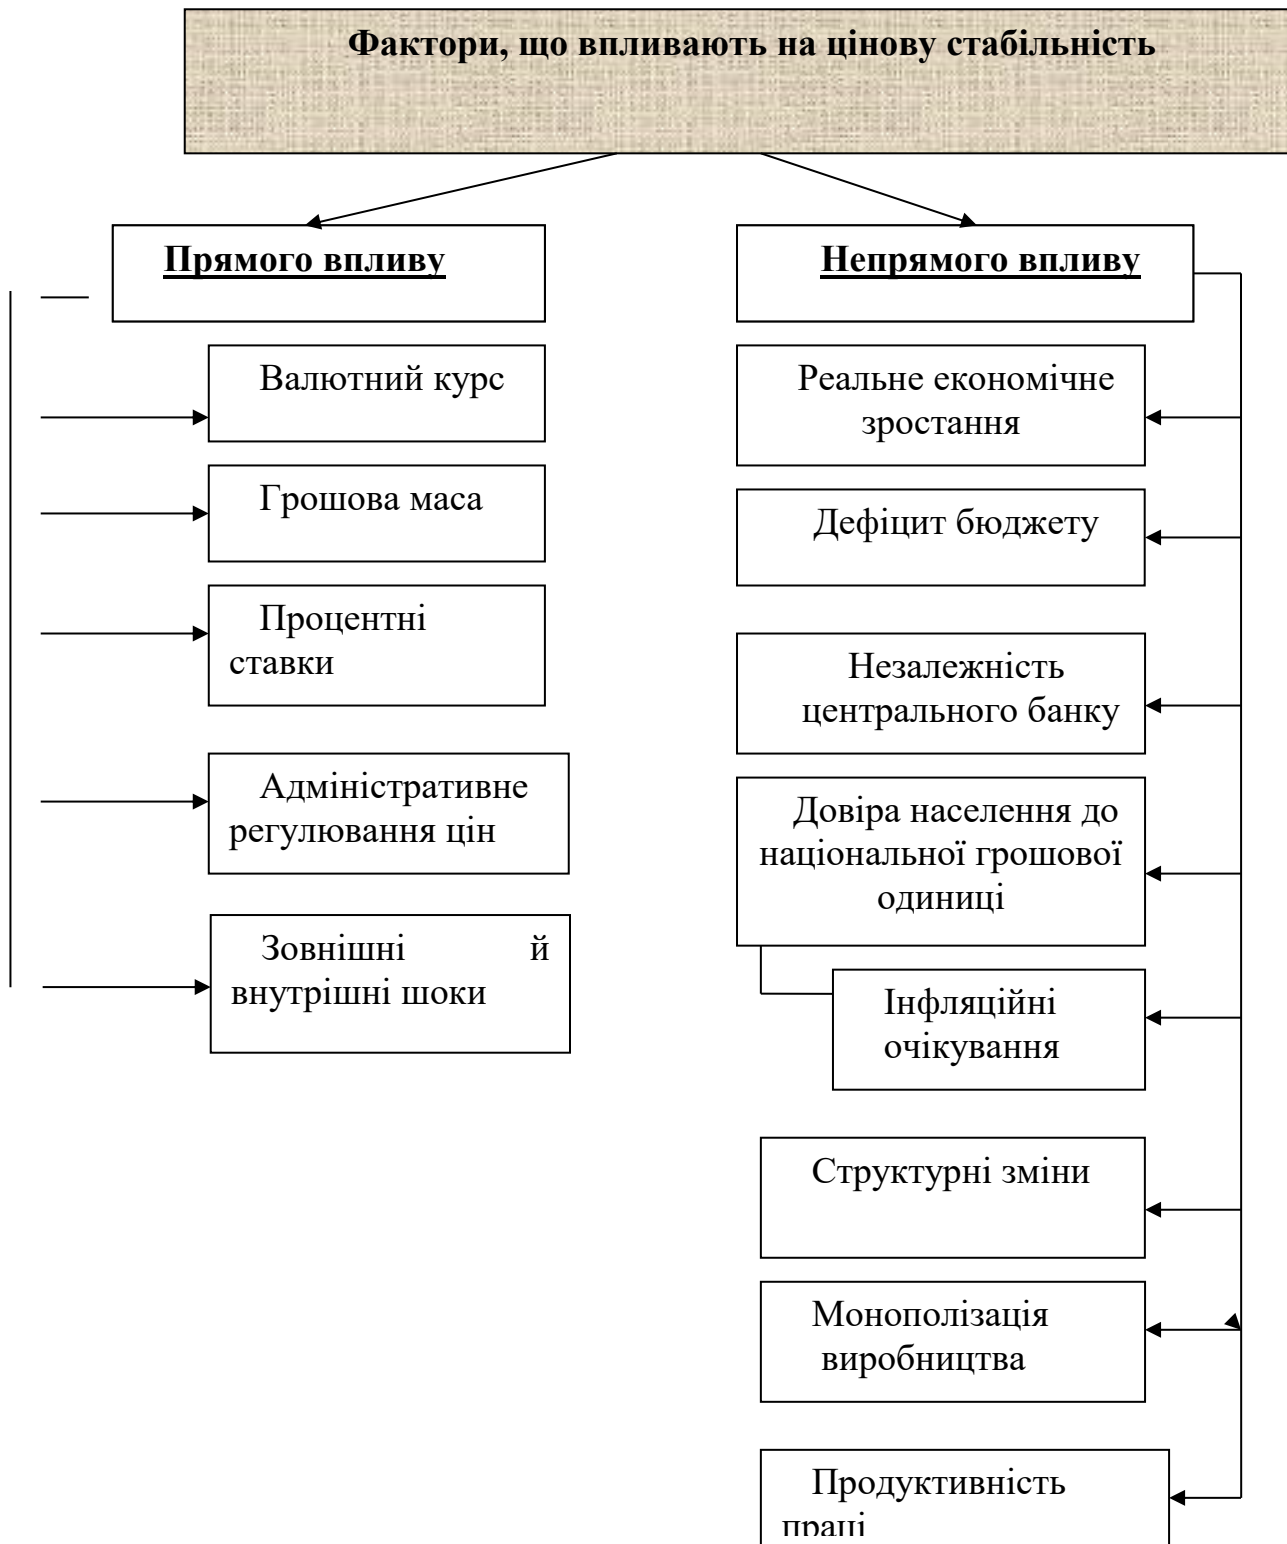 Фактори, що впливають на цінову стабільність
Прямого впливу
Валютний курс
Грошова маса
Процентні
ставки
Адміністративне
регулювання цін
Зовнішні й
внутрішні шоки
Непрямого впливу
Реальне економічне
зростання
Дефіцит бюджету
Незалежність
центрального банку
Довіра населення до
національної грошової
одиниці
Інфляційні
очікування
Структурні зміни
Монополізація
виробництва
Продуктивність
праці